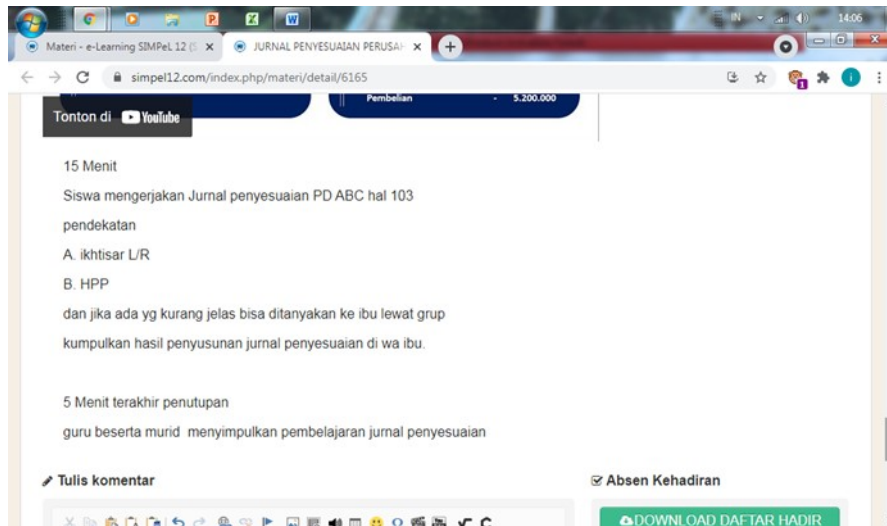 IN
14:06
Materi - e-Learning SIMPeL 12 (S
JURNAL PENYESUAIAN PERUSAH
simpel12.com/index.php/materi/detail/6165
Pembelian - 5.200.000
Tonton di YouTube
15 Menit
Siswa mengerjakan Jurnal penyesuaian PD ABC hal 103
pendekatan
A. ikhtisar L/R
B. HPP
dan jika ada yg kurang jelas bisa ditanyakan ke ibu lewat grup
kumpulkan hasil penyusunan jurnal penyesuaian di wa ibu.
5 Menit terakhir penutupan
guru beserta murid menyimpulkan pembelajaran jurnal penyesuaian
Tulis komentar
Absen Kehadiran
DOWNLOAD DAFTAR HADIR